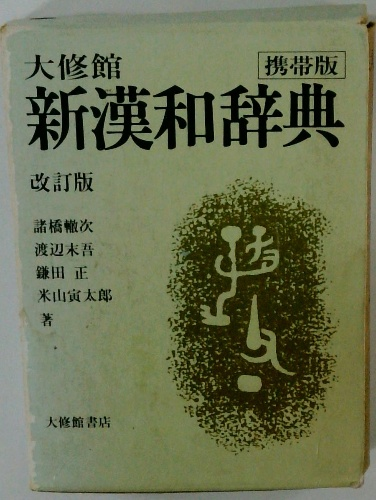 大修館
携帯版
新漢和辞典
改訂版
諸橋轍次
渡辺末吾
鎌田 正
米山寅太郎
著
大修館書店